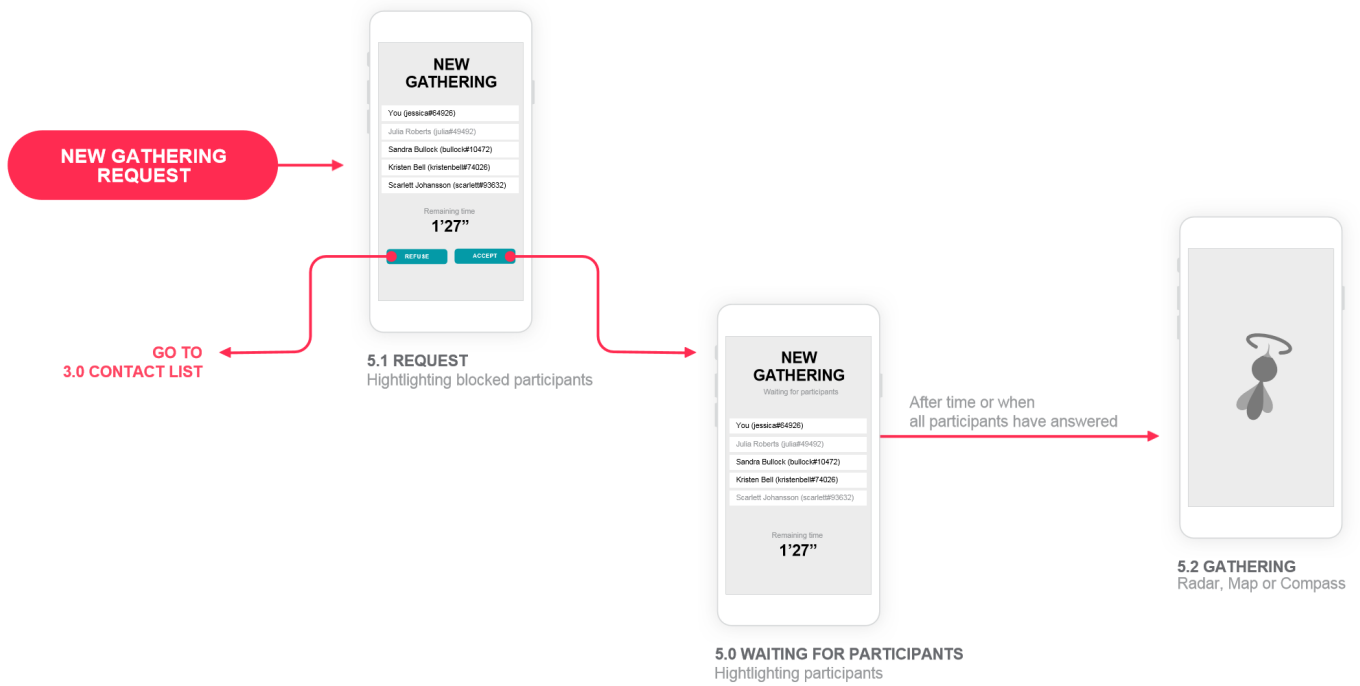 NEW GATHERING
REQUEST
NEW
GATHERING
You (jessica#64926)
Julia Roberts (julia#49492)
Sandra Bullock (bullock#10472)
Kristen Bell (kristenbell#74026)
Scarlett Johansson (scarlett#93632)
Remaining time
1’27”
REFUSE
ACCEPT
GO TO
3.0 CONTACT LIST
5.1 REQUEST
Hightlighting blocked participants
NEW
GATHERING
Waiting for participants
You (jessica#64926)
Julia Roberts (julia#49492)
Sandra Bullock (bullock#10472)
Kristen Bell (kristenbell#74026)
Scarlett Johansson (scarlett#93632)
Remaining time
1’27”
5.0 WAITING FOR PARTICIPANTS
Hightlighting participants
After time or when
all participants have answered
5.2 GATHERING
Radar, Map or Compass